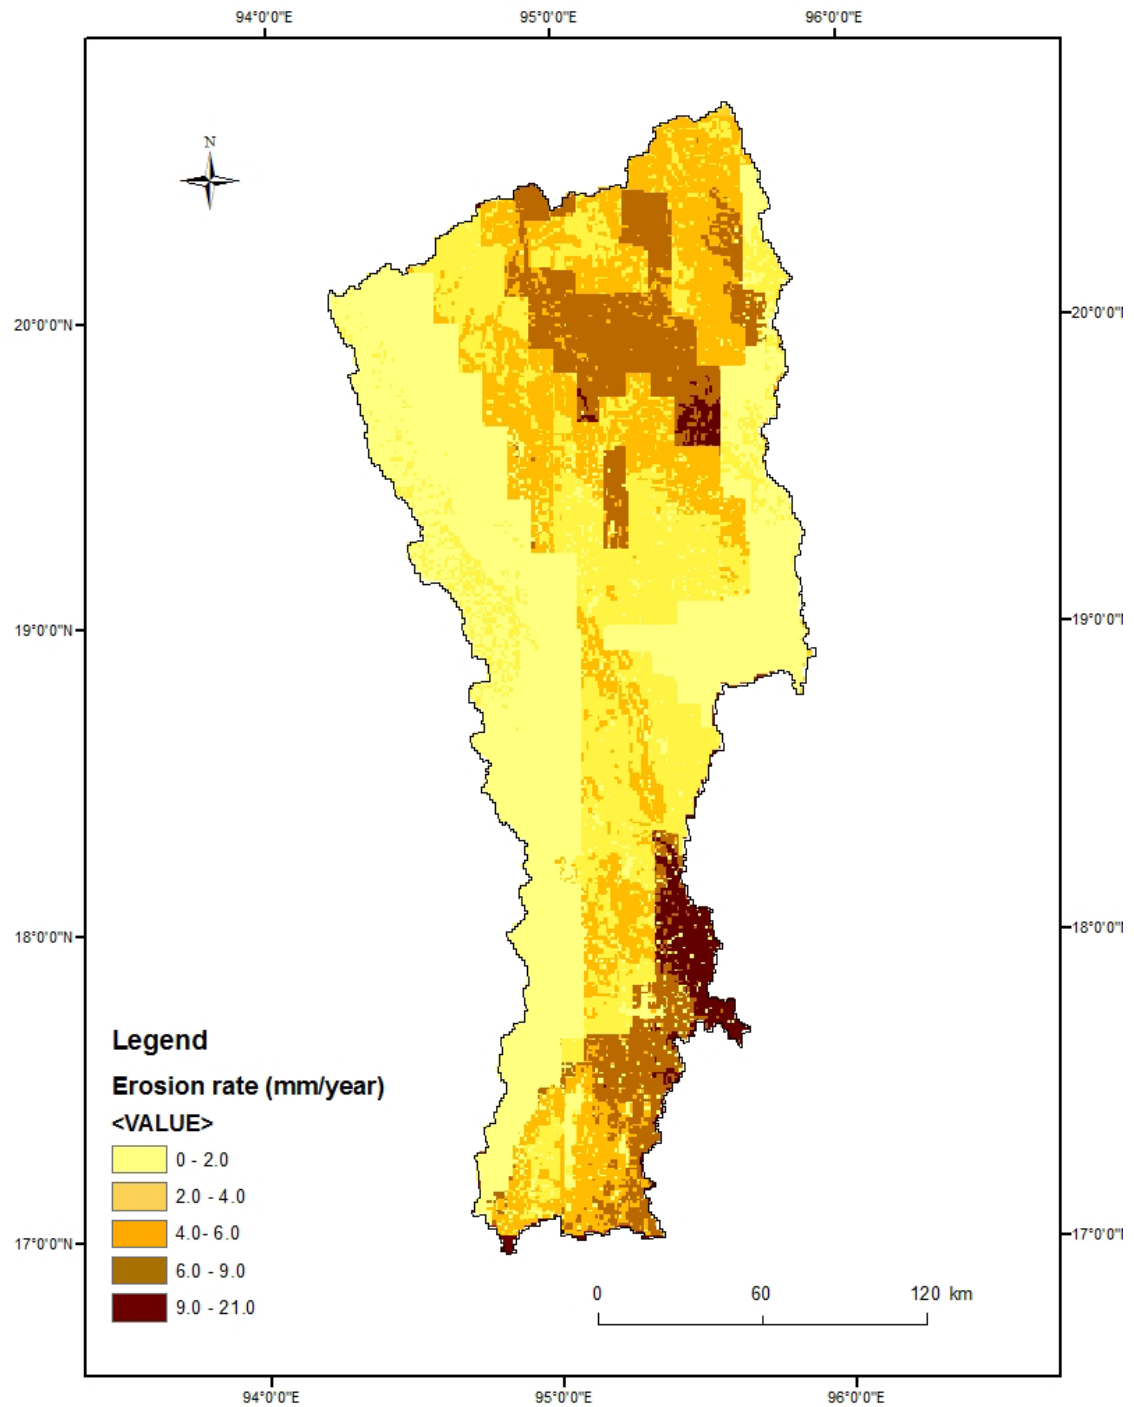 94°0'0"E 95°0'0"E 96°0'0"E
N
20°0'0"N 20°0'0"N
19°0'0"N 19°0'0"N
18°0'0"N 18°0'0"N
Legend
Erosion rate (mm/year)
<VALUE>
0 - 2.0
2.0 - 4.0
4.0- 6.0
6.0 - 9.0
9.0 - 21.0
17°0'0"N 17°0'0"N
0 60 120 km
94°0'0"E 95°0'0"E 96°0'0"E